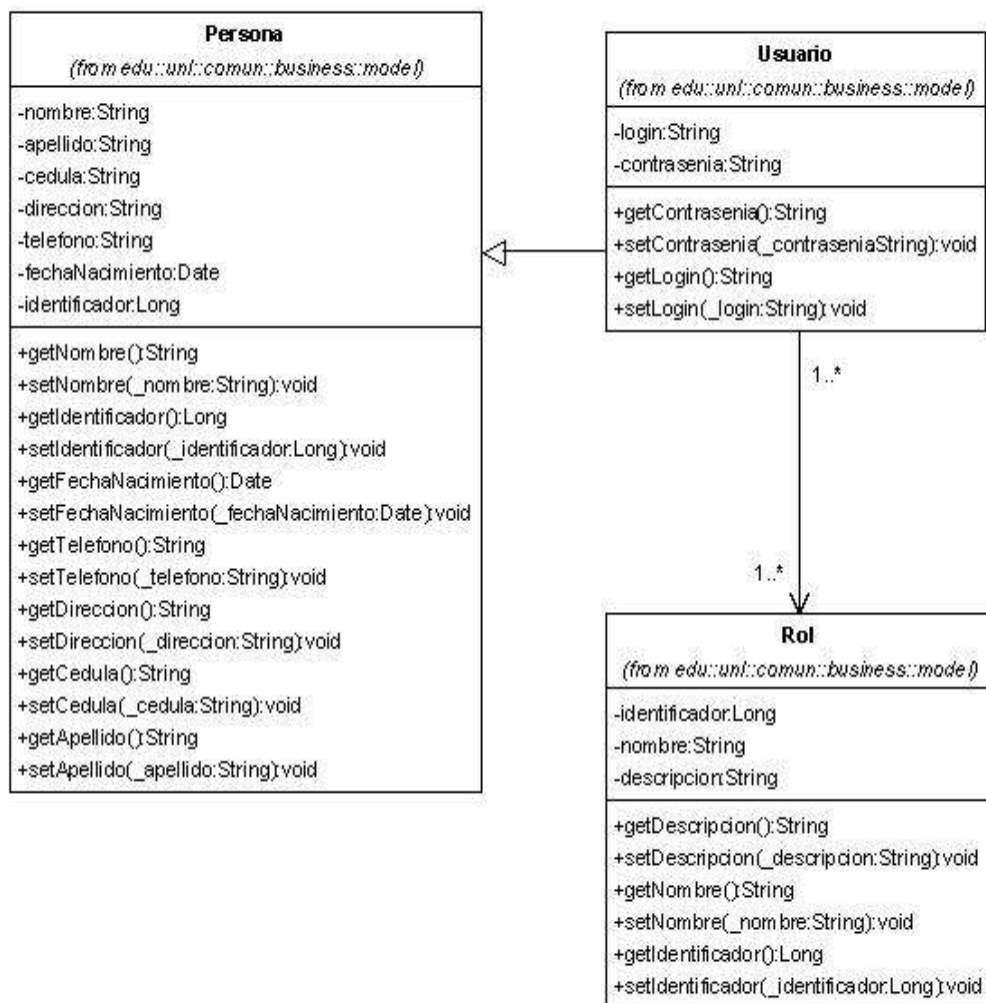 Persona
(from edu::unl::comun::business::model)
-nombre:String
-apellido:String
-cedula:String
-direccion:String
-telefono:String
-fechaNacimiento:Date
-identificador:Long
+getNombre():String
+setNombre(_nombre:String):void
+getIdentificador():Long
+setIdentificador(_identificador:Long):void
+getFechaNacimiento():Date
+setFechaNacimiento(_fechaNacimiento:Date):void
+getTelefono():String
+setTelefono(_telefono:String):void
+getDireccion():String
+setDireccion(_direccion:String):void
+getCedula():String
+setCedula(_cedula:String):void
+getApellido():String
+setApellido(_apellido:String):void
Usuario
(from edu::unl::comun::business::model)
-login:String
-contrasenia:String
+getContrasenia():String
+setContrasenia(_contrasenia:String):void
+getLogin():String
+setLogin(_login:String):void
1..*
1..*
Rol
(from edu::unl::comun::business::model)
-identificador:Long
-nombre:String
-descripcion:String
+getDescripcion():String
+setDescripcion(_descripcion:String):void
+getNombre():String
+setNombre(_nombre:String):void
+getIdentificador():Long
+setIdentificador(_identificador:Long):void